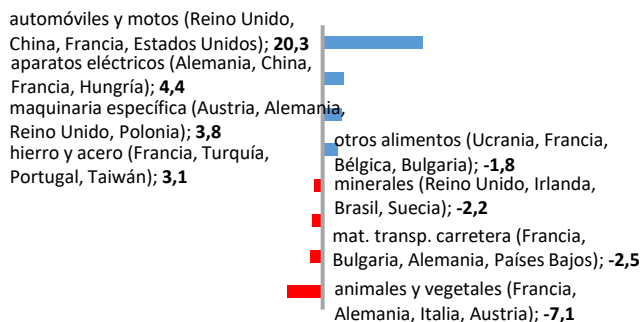 automóviles y motos (Reino Unido,
China, Francia, Estados Unidos); 20,3
aparatos eléctricos (Alemania, China,
Francia, Hungría); 4,4
maquinaria específica (Austria, Alemania,
Reino Unido, Polonia); 3,8
hierro y acero (Francia, Turquía,
Portugal, Taiwán); 3,1
otros alimentos (Ucrania, Francia,
Bélgica, Bulgaria); -1,8
minerales (Reino Unido, Irlanda,
Brasil, Suecia); -2,2
mat. transp. carretera (Francia,
Bulgaria, Alemania, Países Bajos); -2,5
animales y vegetales (Francia,
Alemania, Italia, Austria); -7,1